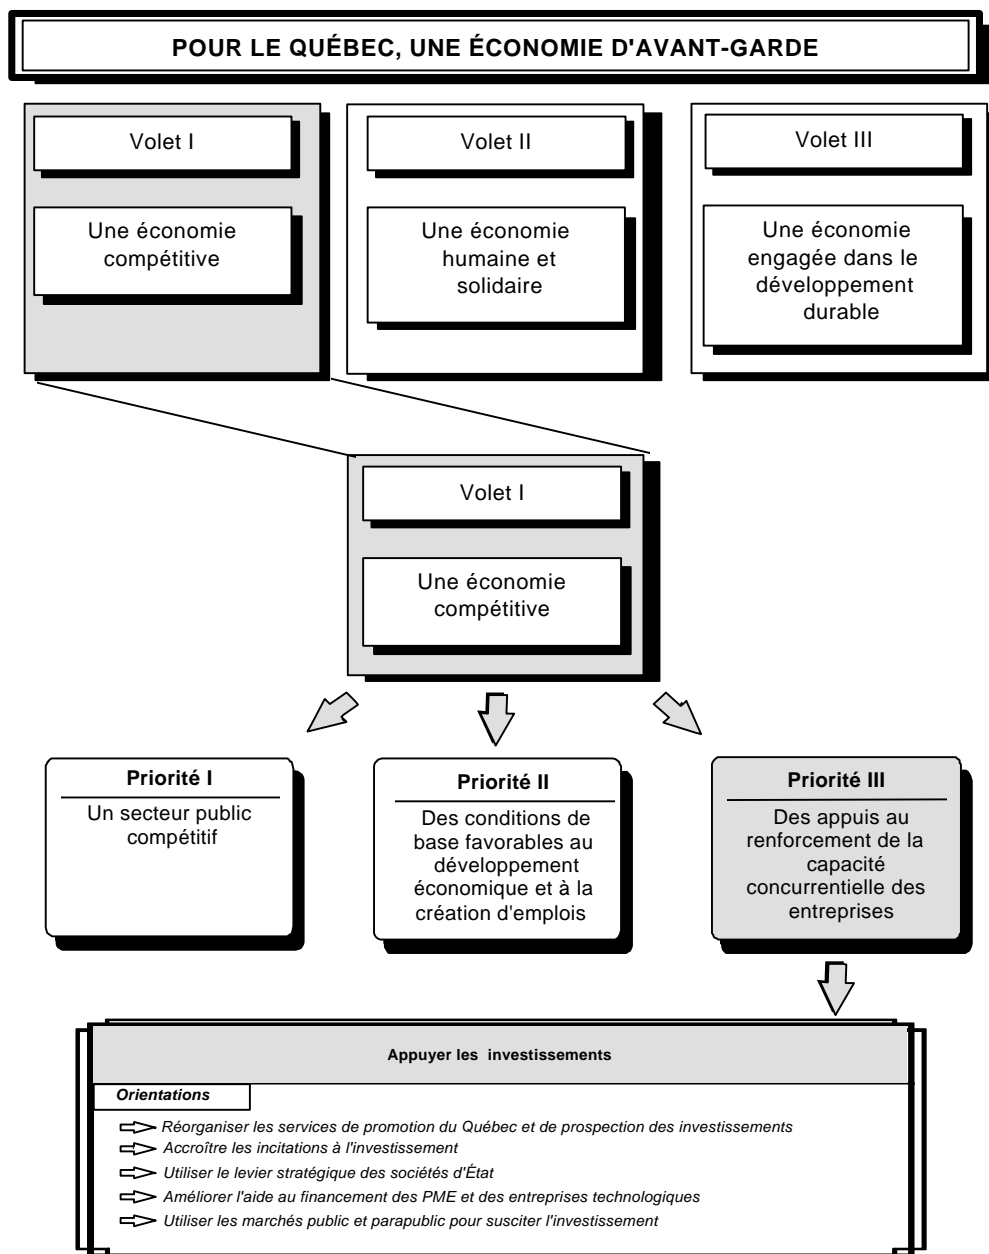 POUR LE QUÉBEC, UNE ÉCONOMIE D'AVANT-GARDE
Volet I
Une économie
compétitive
Volet II
Une économie
humaine et
solidaire
Volet III
Une économie
engagée dans le
développement
durable
Volet I
Une économie
compétitive
Priorité I
Un secteur public
compétitif
Priorité II
Des conditions de
base favorables au
développement
économique et à la
création d'emplois
Priorité III
Des appuis au
renforcement de la
capacité
concurrentielle des
entreprises
Appuyer les investissements
Orientations
Réorganiser les services de promotion du Québec et de prospection des investissements
Accroître les incitations à l'investissement
Utiliser le levier stratégique des sociétés d'État
Améliorer l'aide au financement des PME et des entreprises technologiques
Utiliser les marchés public et parapublic pour susciter l'investissement